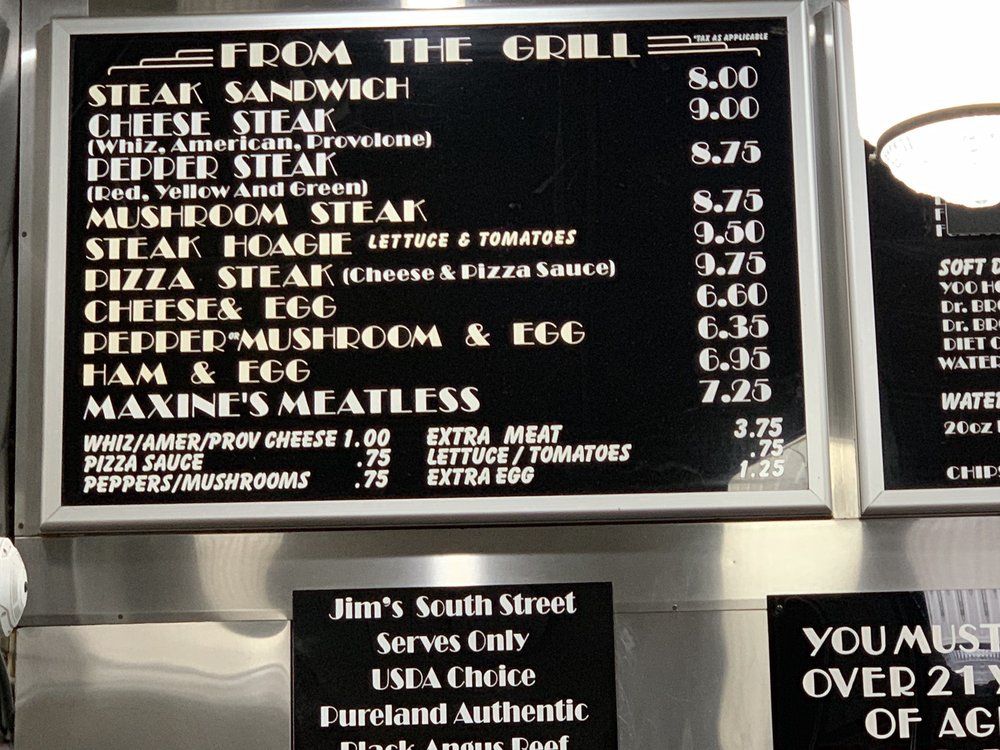 FROM THE GRILL *TAX AS APPLICABLE
STEAK SANDWICH 8.00
CHEESE STEAK 9.00
(Whiz, American, Provolone)
PEPPER STEAK 8.75
(Red, Yellow And Green)
MUSHROOM STEAK 8.75
STEAK HOAGIE LETTUCE & TOMATOES 9.50
PIZZA STEAK (Cheese & Pizza Sauce) 9.75
CHEESE& EGG 6.60
PEPPER OR MUSHROOM & EGG 6.35
HAM & EGG 6.95
MAXINE'S MEATLESS 7.25
WHIZ/AMER/PROV CHEESE 1.00 EXTRA MEAT 3.75
PIZZA SAUCE .75 LETTUCE / TOMATOES .75
PEPPERS/MUSHROOMS .75 EXTRA EGG 1.25
SOFT
YOO
Dr.
Dr.
DIET
WATER
20oz
Jim's South Street
Serves Only
USDA Choice
Pureland Authentic
Black Angus Beef
YOU MUST
OVER 21
OF